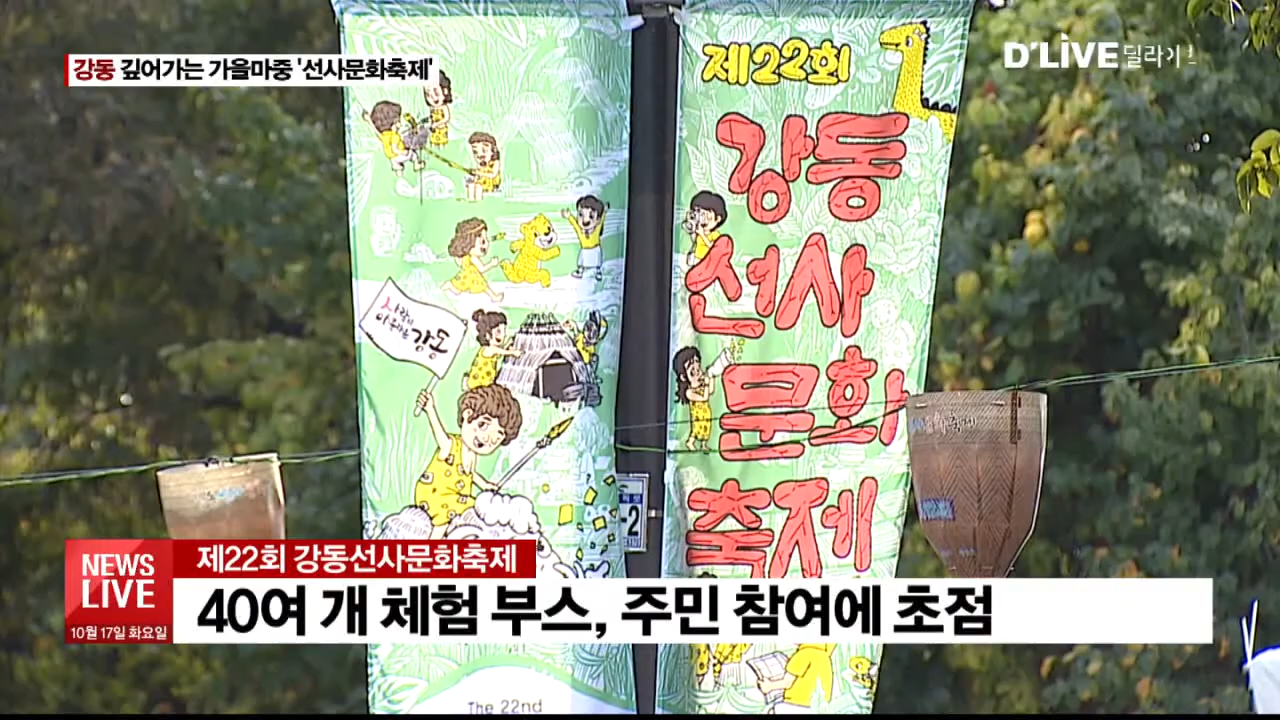 강동 깊어가는 가을마중 '선사문화축제'
D'LIVE 딜라이브
제22회
강동
선사
문화
축제
사람이
아름다운 강동
-2
NEWS
LIVE
10월 17일 화요일
제22회 강동선사문화축제
40여 개 체험 부스, 주민 참여에 초점
The 22nd